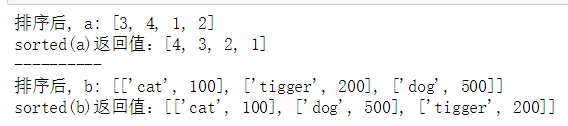 排序后, a: [3, 4, 1, 2]
sorted(a)返回值：[4, 3, 2, 1]
----------
排序后, b: [['cat', 100], ['tigger', 200], ['dog', 500]]
sorted(b)返回值：[['cat', 100], ['dog', 500], ['tigger', 200]]